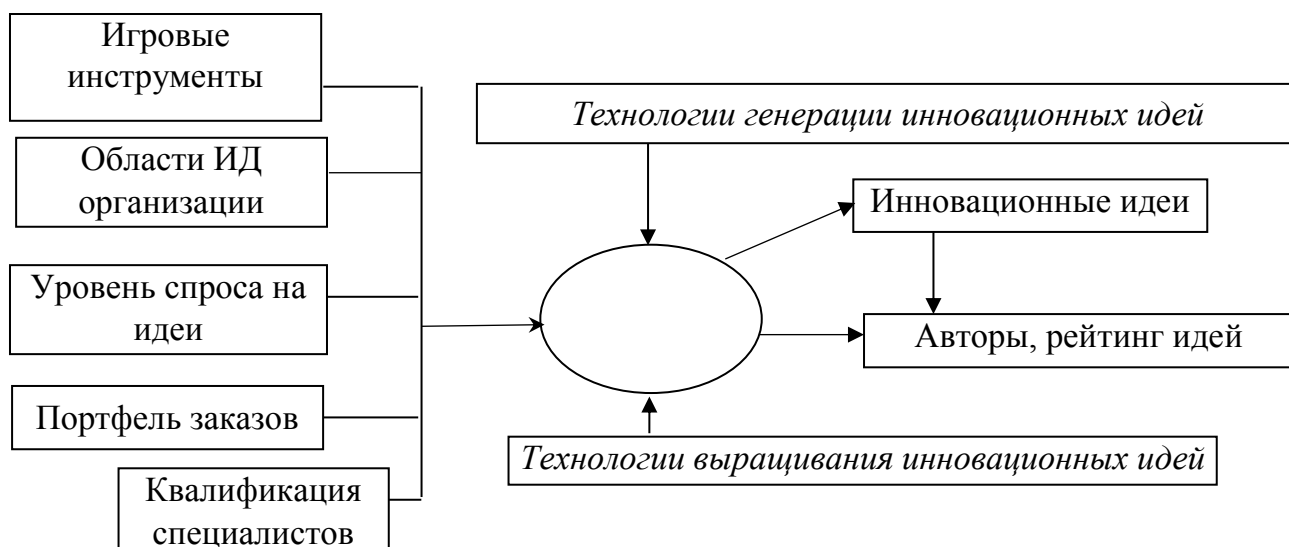 Игровые
инструменты
Области ИД
организации
Уровень спроса на
идеи
Портфель заказов
Квалификация
специалистов
Технологии генерации инновационных идей
Инновационные идеи
Авторы, рейтинг идей
Технологии выращивания инновационных идей